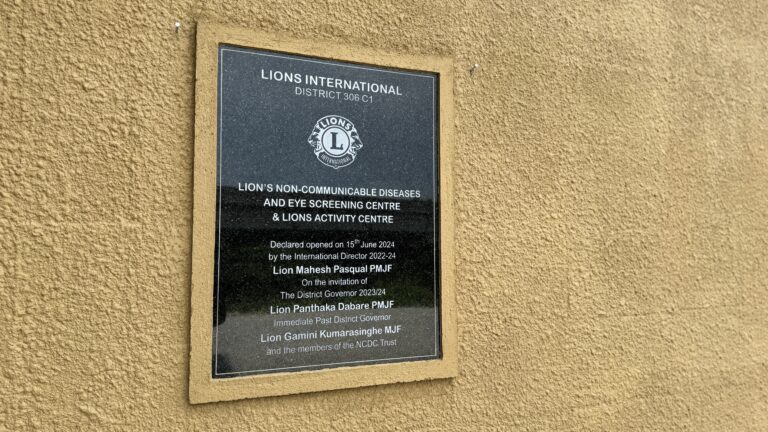 LIONS INTERNATIONAL
DISTRICT 306 C1
LIONS
L
INTERNATIONAL
LION'S NON-COMMUNICABLE DISEASES
AND EYE SCREENING CENTRE
& LIONS ACTIVITY CENTRE
Declared opened on 15th June 2024
by the International Director 2022-24
Lion Mahesh Pasqual PMJF
On the invitation of
The District Governor 2023/24
Lion Panthaka Dabare PMJF
Immediate Past District Governor
Lion Gamini Kumarasinghe MJF
and the members of the NCDC Trust